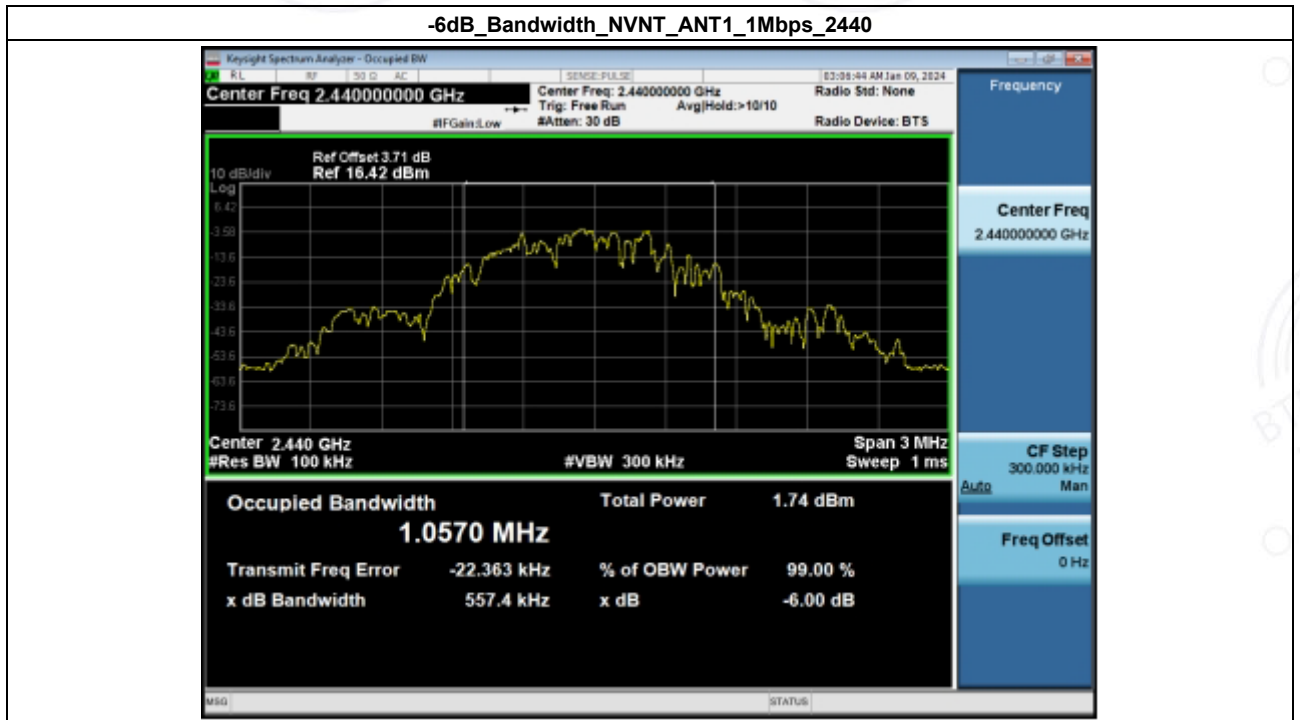 -6dB_Bandwidth_NVNT_ANT1_1Mbps_2440
Keysight Spectrum Analyzer - Occupied BW
RL RF 50 Ω AC SENSE:PULSE 03:06:44 AM Jan 09, 2024
Center Freq 2.440000000 GHz
Center Freq: 2.440000000 GHz
Radio Std: None
Trig: Free Run Avg|Hold:>10/10
#IFGain:Low #Atten: 30 dB Radio Device: BTS
Frequency
Ref Offset 3.71 dB
10 dB/div Ref 16.42 dBm
Log
6.42
-3.58
-13.6
-23.6
-33.6
-43.6
-53.6
-63.6
-73.6
Center Freq
2.440000000 GHz
Center 2.440 GHz Span 3 MHz
#Res BW 100 kHz #VBW 300 kHz Sweep 1 ms
CF Step
300.000 kHz
Auto Man
Occupied Bandwidth Total Power 1.74 dBm
1.0570 MHz
Transmit Freq Error -22.363 kHz % of OBW Power 99.00 %
x dB Bandwidth 557.4 kHz x dB -6.00 dB
Freq Offset
0 Hz
MSG STATUS